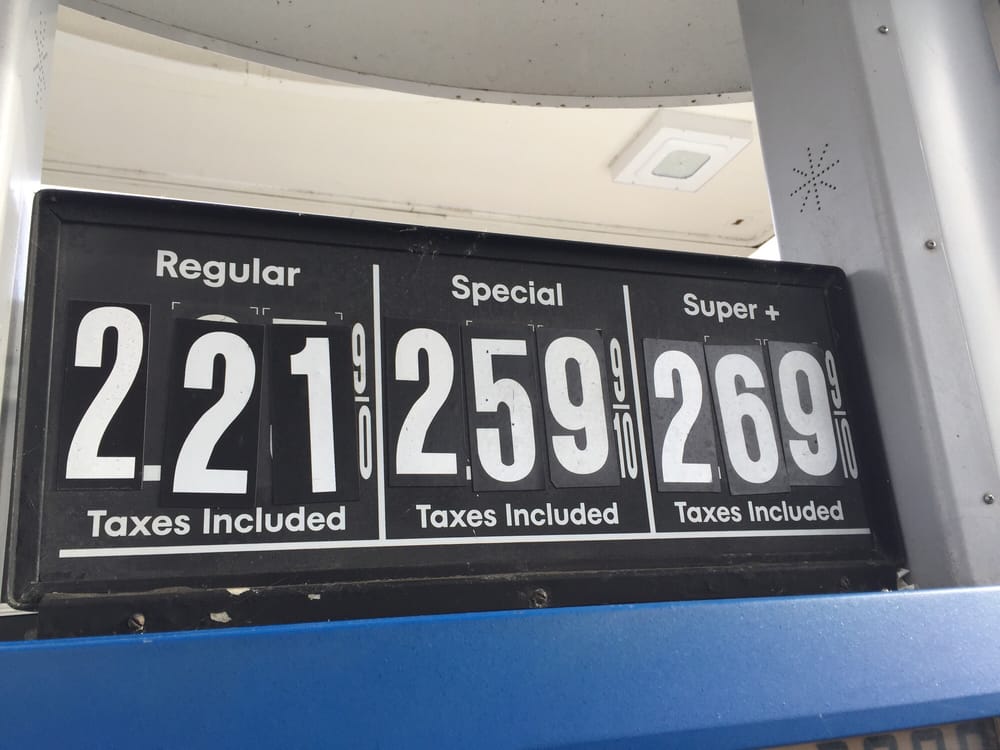 Regular Special Super +
2.21 9/10 2.59 9/10 2.69 9/10
Taxes Included Taxes Included Taxes Included